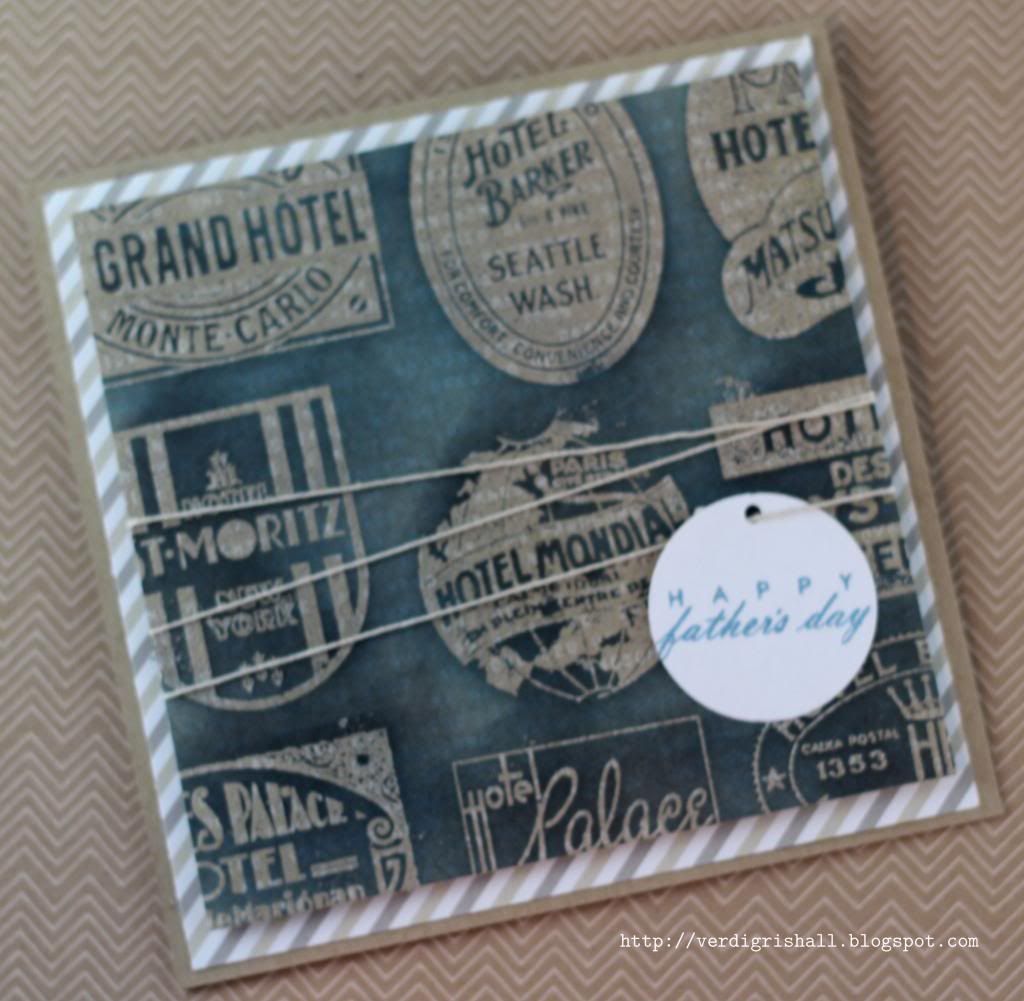 GRAND HOTEL
MONTE-CARLO
HOTEL
BARKER
SEATTLE
WASH.
FOR COMFORT, CONVENIENCE AND COURTESY
HOTE
MATSU
T·MORITZ
YORK
PARIS
HOTEL MONDIAL
HOTE
DES
HAPPY
father's day
S PALACE
OTEL
Hotel
Palace
CAIXA POSTAL
1353
http://verdigrishall.blogspot.com